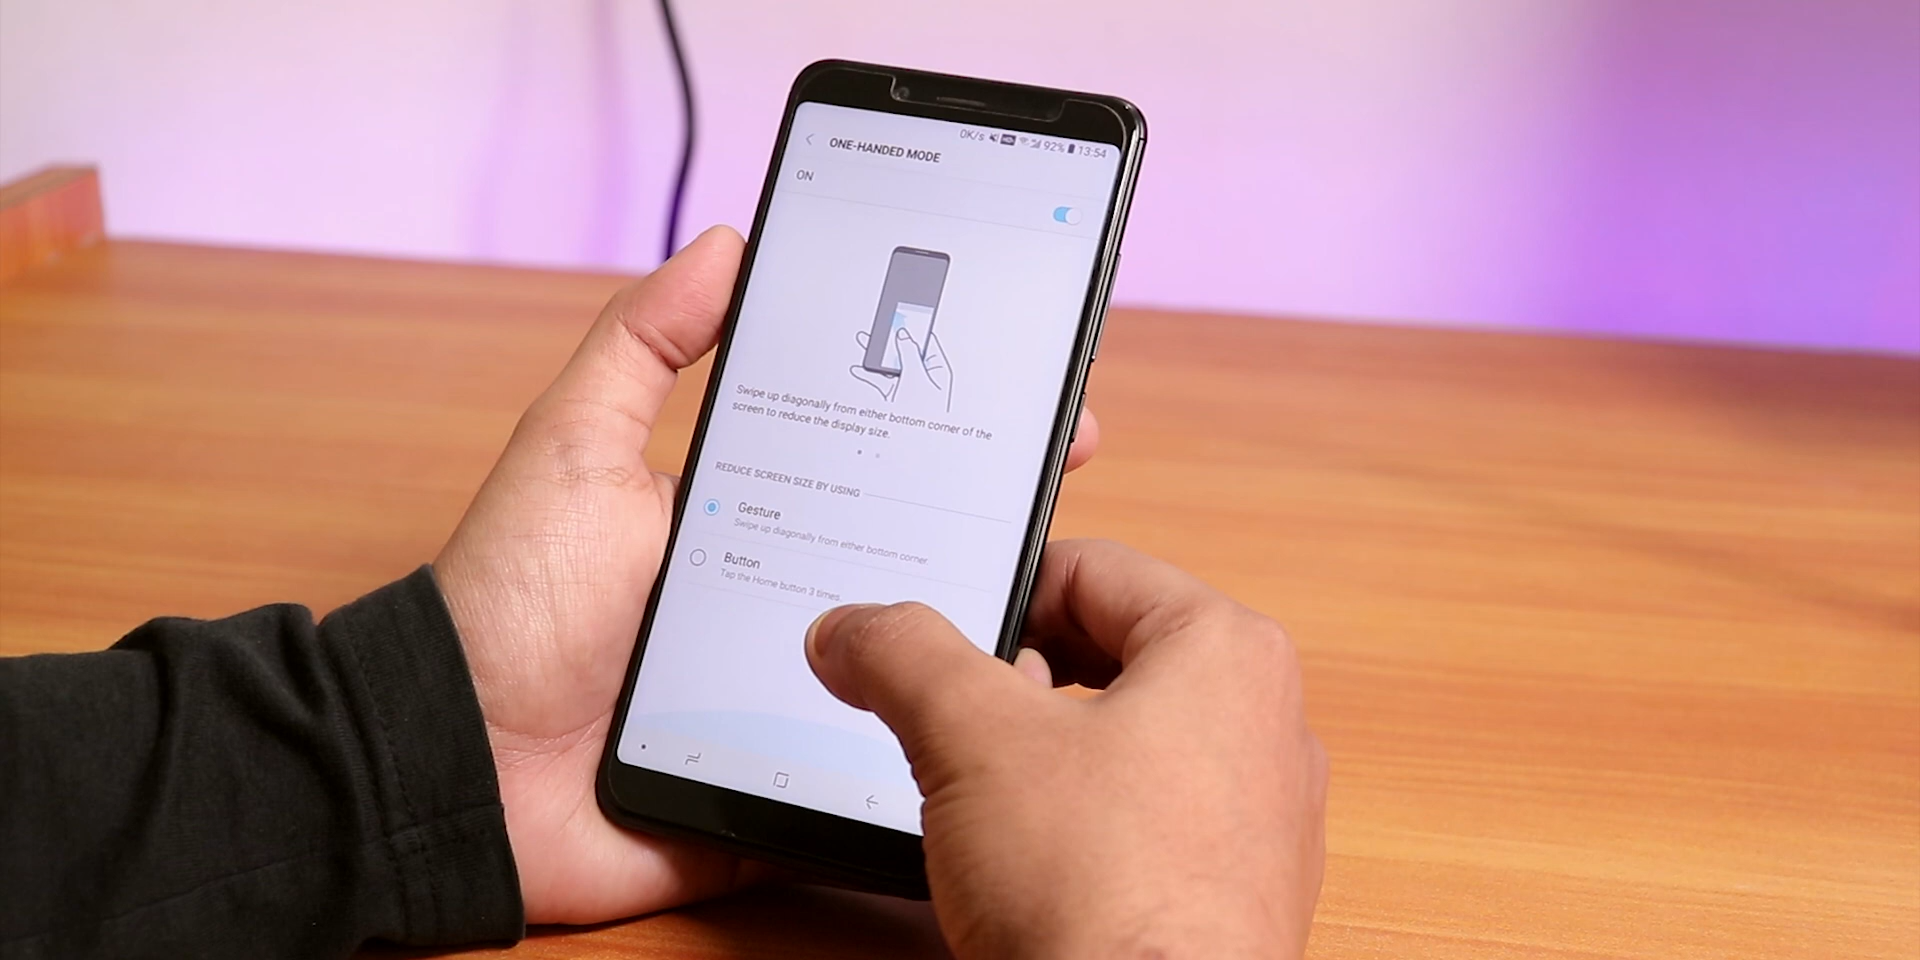 0K/s 92% 13:54
ONE-HANDED MODE
ON
Swipe up diagonally from either bottom corner of the
screen to reduce the display size.
REDUCE SCREEN SIZE BY USING
Gesture
Swipe up diagonally from either bottom corner.
Button
Tap the Home button 3 times.